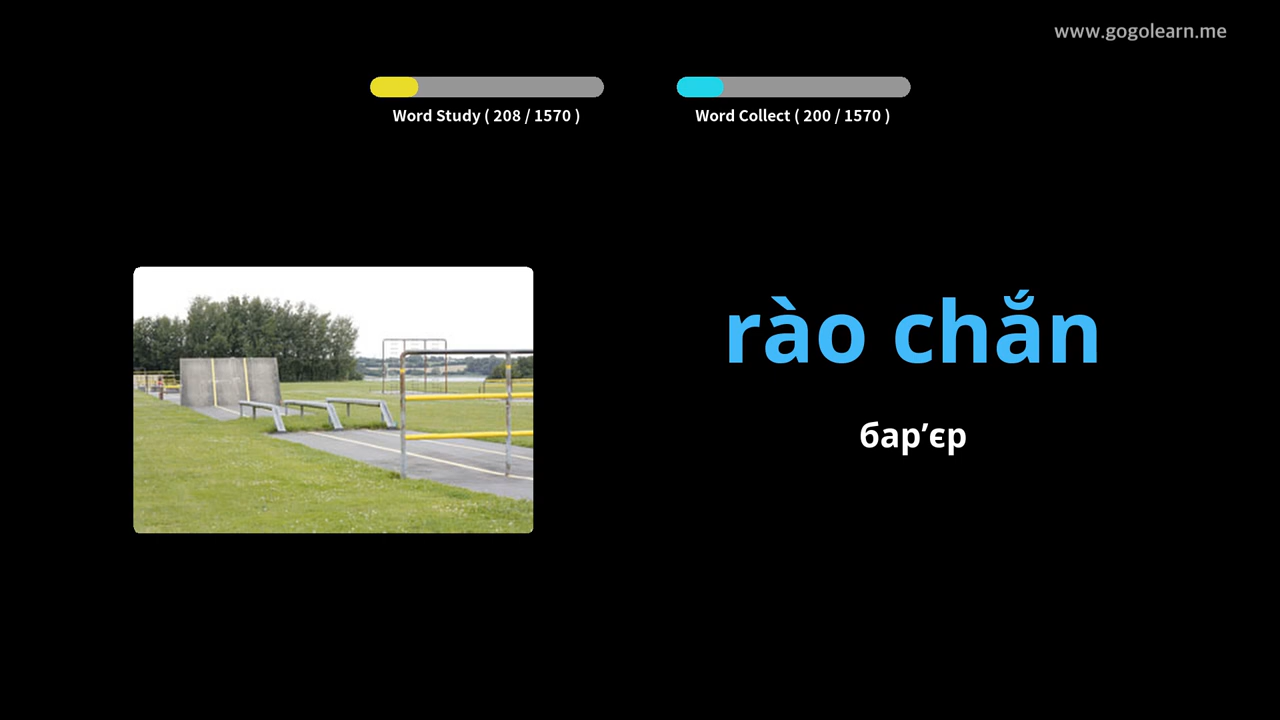 www.gogolearn.me
Word Study ( 208 / 1570 )
Word Collect ( 200 / 1570 )
rào chắn
бар’єр